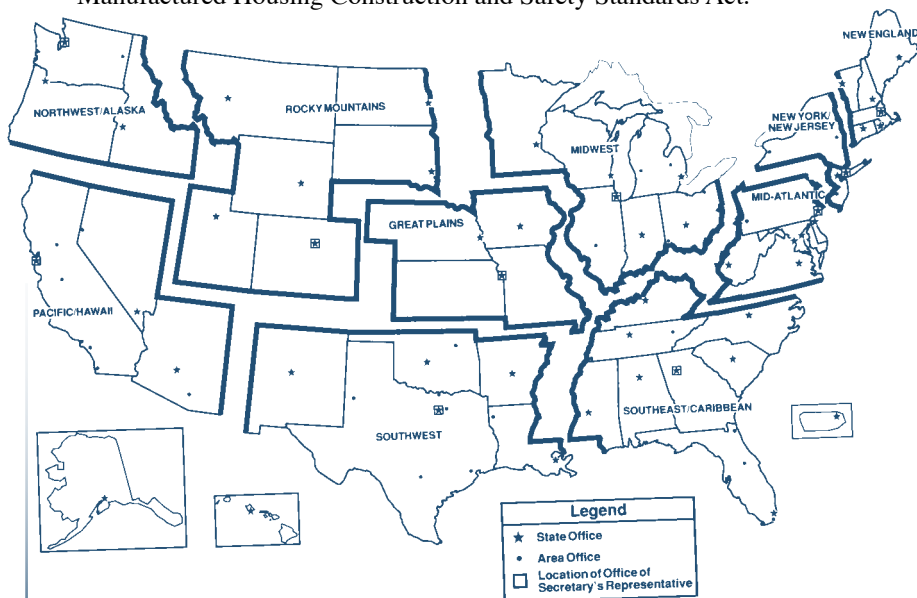 Manufactured Housing Construction and Safety Standards Act.
NEW ENGLAND
NORTHWEST/ALASKA
ROCKY MOUNTAINS
NEW YORK/
NEW JERSEY
MIDWEST
MID-ATLANTIC
GREAT PLAINS
PACIFIC/HAWAII
SOUTHEAST/CARIBBEAN
SOUTHWEST
Legend
State Office
Area Office
Location of Office of
Secretary's Representative